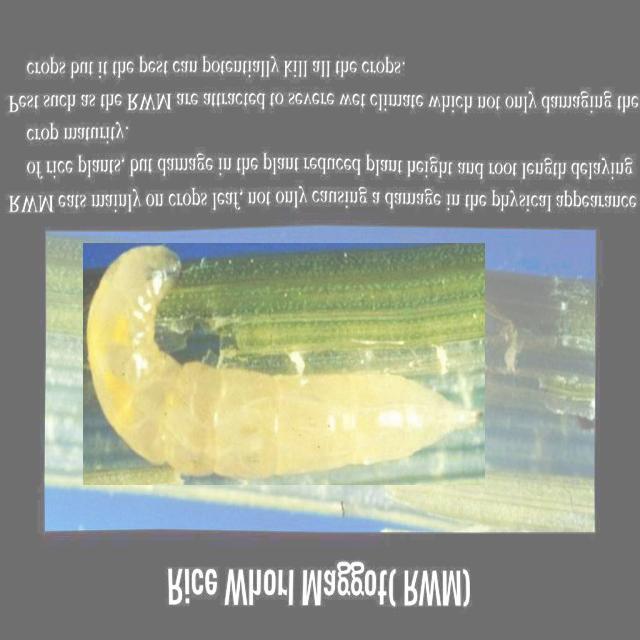 Rice Whorl Maggot( RWM)
RWM eats mainly on crops leaf, not only causing a damage in the physical appearance
of rice plants, but damage in the plant reduced plant height and root length delaying
crop maturity.
Pest such as the RWM are attracted to severe wet climate which not only damaging the
crops but it the pest can potentially kill all the crops.